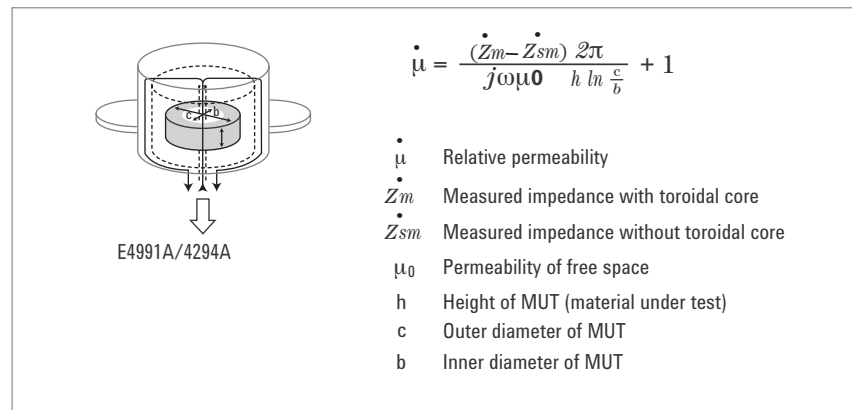 c b
E4991A/4294A
μ̇ = (Żm – Żsm) 2π / jωμ0 h ln c/b + 1
μ̇ Relative permeability
Żm Measured impedance with toroidal core
Żsm Measured impedance without toroidal core
μ0 Permeability of free space
h Height of MUT (material under test)
c Outer diameter of MUT
b Inner diameter of MUT